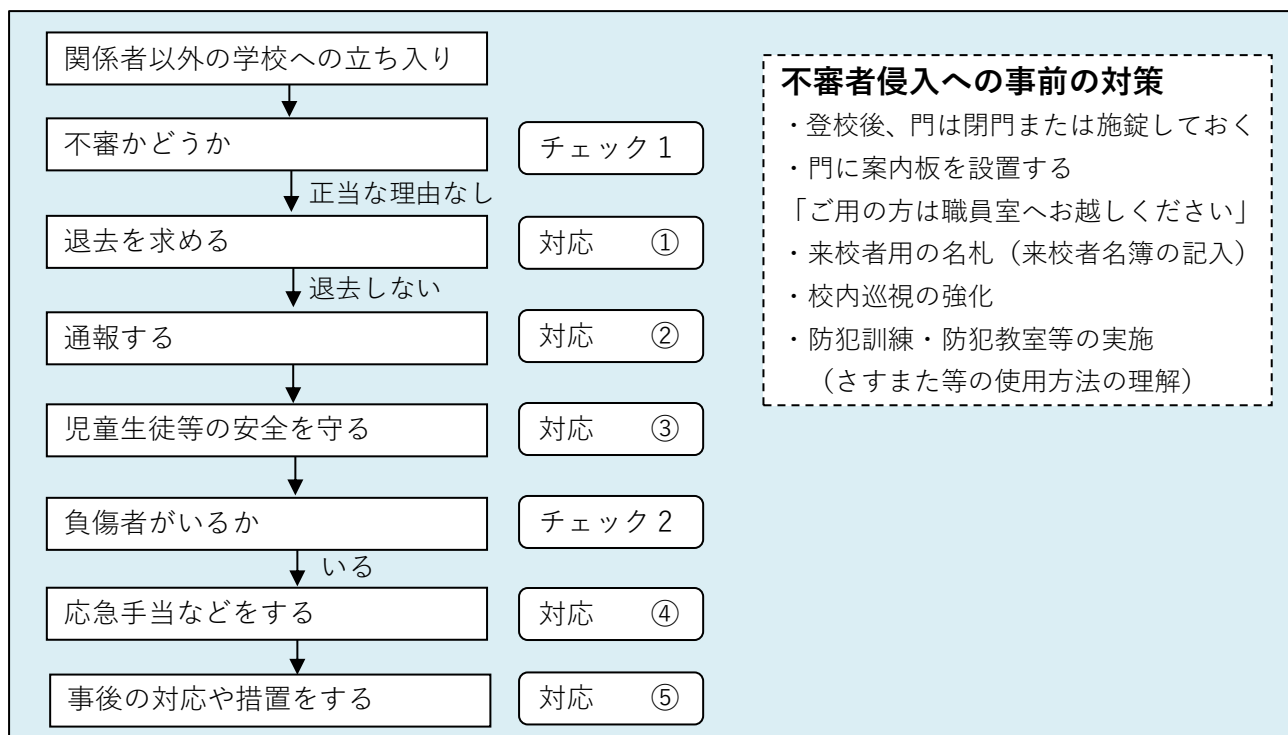 関係者以外の学校への立ち入り
不審かどうか
チェック1
正当な理由なし
退去を求める
対応 ①
退去しない
通報する
対応 ②
児童生徒等の安全を守る
対応 ③
負傷者がいるか
チェック2
いる
応急手当などをする
対応 ④
事後の対応や措置をする
対応 ⑤
不審者侵入への事前の対策
・登校後、門は閉門または施錠しておく
・門に案内板を設置する
「ご用の方は職員室へお越しください」
・来校者用の名札（来校者名簿の記入）
・校内巡視の強化
・防犯訓練・防犯教室等の実施
（さすまた等の使用方法の理解）